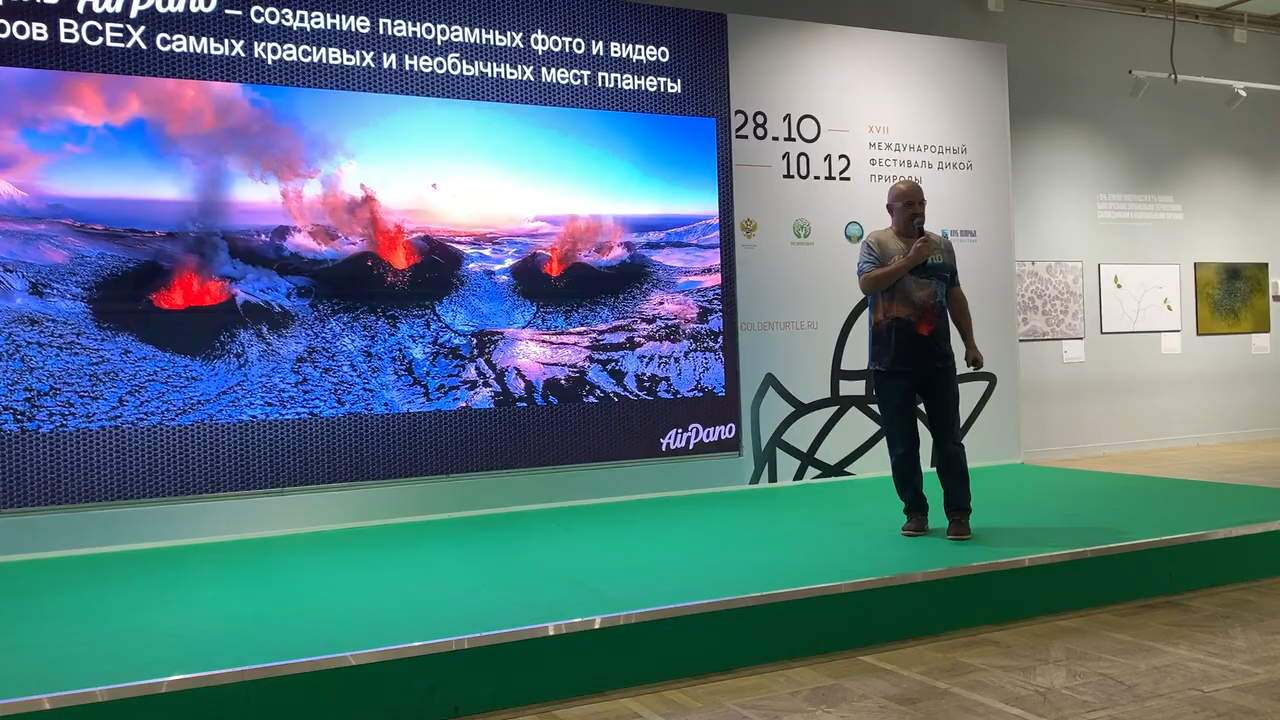 AirPano – создание панорамных фото и видео
ВСЕХ самых красивых и необычных мест планеты
AirPano
28.10
10.12
XVII
МЕЖДУНАРОДНЫЙ
ФЕСТИВАЛЬ ДИКОЙ
ПРИРОДЫ
GOLDENTURTLE.RU